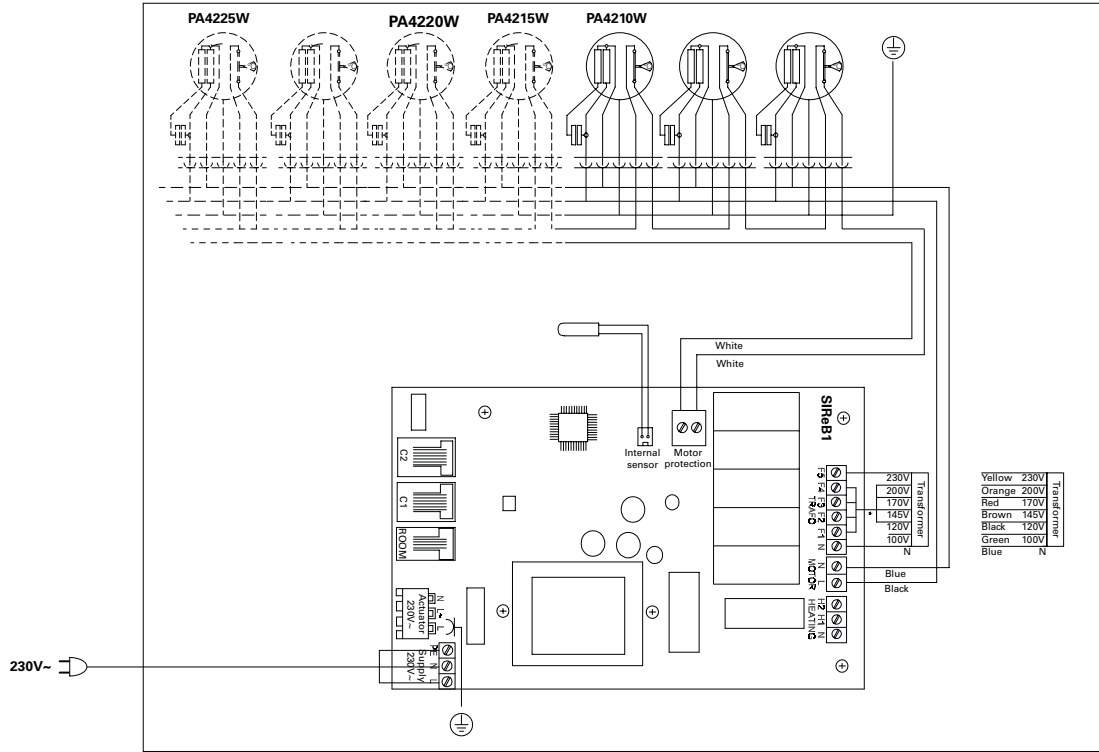 PA4225W
PA4220W
PA4215W
PA4210W
White
White
SIReB1
Internal
sensor
Motor
protection
C2
C1
ROOM
F5
F4
F3
F2
F1
N
TRAFO
230V
200V
170V
145V
120V
100V
N
*
Transformer
Yellow 230V
Orange 200V
Red 170V
Brown 145V
Black 120V
Green 100V
Blue N
Transformer
N
L
MOTOR
Blue
Black
H2
H1
N
HEATING
N
L*
L
Actuator
230V~
PE
N
L
Supply
230V~
230V~